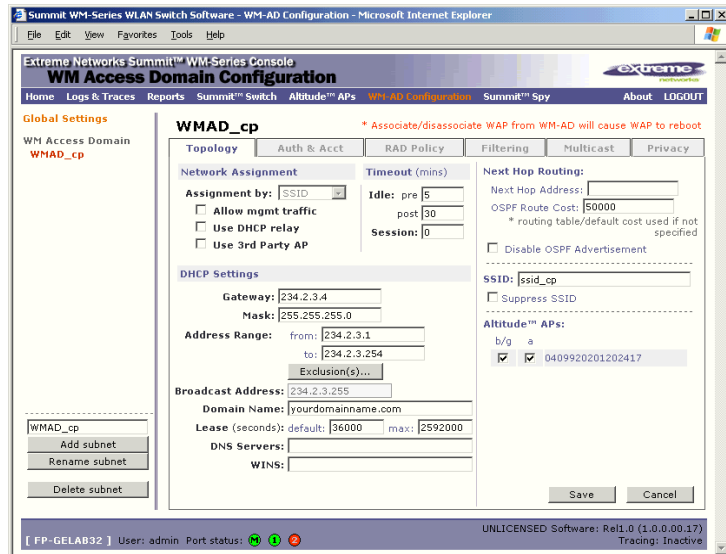 Summit WM-Series WLAN Switch Software - WM-AD Configuration - Microsoft Internet Explorer
File Edit View Favorites Tools Help
Extreme Networks Summit™ WM-Series Console
WM Access Domain Configuration
extreme networks
Home Logs & Traces Reports Summit™ Switch Altitude™ APs WM-AD Configuration Summit™ Spy About LOGOUT
Global Settings
WM Access Domain
WMAD_cp
WMAD_cp
Add subnet
Rename subnet
Delete subnet
WMAD_cp
* Associate/disassociate WAP from WM-AD will cause WAP to reboot
Topology Auth & Acct RAD Policy Filtering Multicast Privacy
Network Assignment
Assignment by: SSID
Allow mgmt traffic
Use DHCP relay
Use 3rd Party AP
Timeout (mins)
Idle: pre 5
post 30
Session: 0
DHCP Settings
Gateway: 234.2.3.4
Mask: 255.255.255.0
Address Range: from: 234.2.3.1
to: 234.2.3.254
Exclusion(s)...
Broadcast Address: 234.2.3.255
Domain Name: yourdomainname.com
Lease (seconds): default: 36000 max: 2592000
DNS Servers:
WINS:
Next Hop Routing:
Next Hop Address:
OSPF Route Cost: 50000
* routing table/default cost used if not
specified
Disable OSPF Advertisement
SSID: ssid_cp
Suppress SSID
Altitude™ APs:
b/g a
0409920201202417
Save Cancel
[ FP-GELAB32 ] User: admin Port status: M 1 2
UNLICENSED Software: Rel1.0 (1.0.0.00.17)
Tracing: Inactive